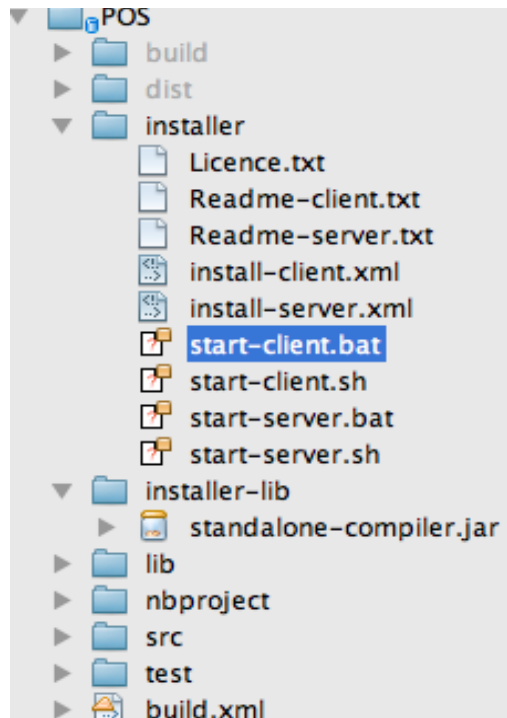 POS
build
dist
installer
Licence.txt
Readme-client.txt
Readme-server.txt
install-client.xml
install-server.xml
start-client.bat
start-client.sh
start-server.bat
start-server.sh
installer-lib
standalone-compiler.jar
lib
nbproject
src
test
build.xml